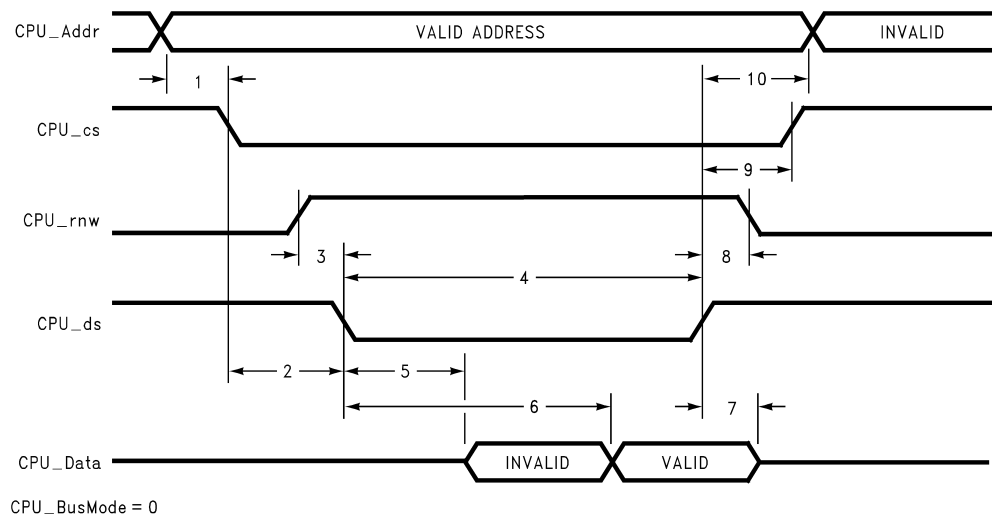 CPU_Addr VALID ADDRESS INVALID
1 10
CPU_cs
9
CPU_rnw
3 8
4
CPU_ds
2 5
6 7
CPU_Data INVALID VALID
CPU_BusMode = 0